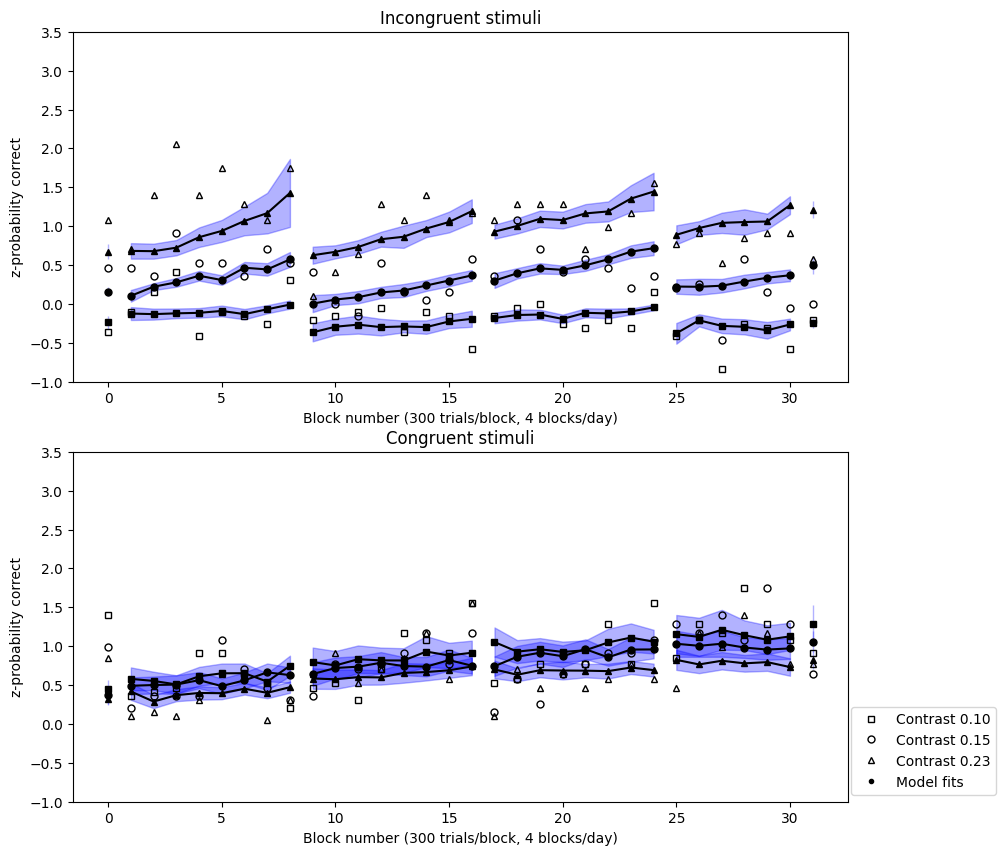 Incongruent stimuli
3.5
3.0
2.5
2.0
1.5
1.0
0.5
0.0
−0.5
−1.0
z-probability correct
0 5 10 15 20 25 30
Block number (300 trials/block, 4 blocks/day)
Congruent stimuli
3.5
3.0
2.5
2.0
1.5
1.0
0.5
0.0
−0.5
−1.0
z-probability correct
0 5 10 15 20 25 30
Block number (300 trials/block, 4 blocks/day)
Contrast 0.10
Contrast 0.15
Contrast 0.23
Model fits